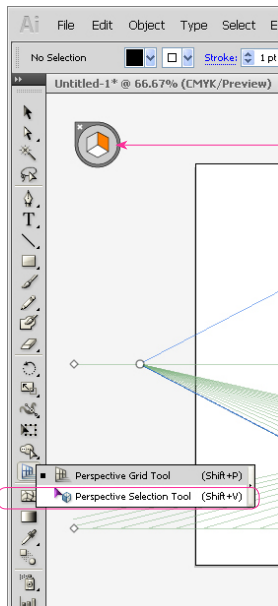 Ai File Edit Object Type Select E
No Selection Stroke: 1 pt
Untitled-1* @ 66.67% (CMYK/Preview)
T
Perspective Grid Tool (Shift+P)
Perspective Selection Tool (Shift+V)